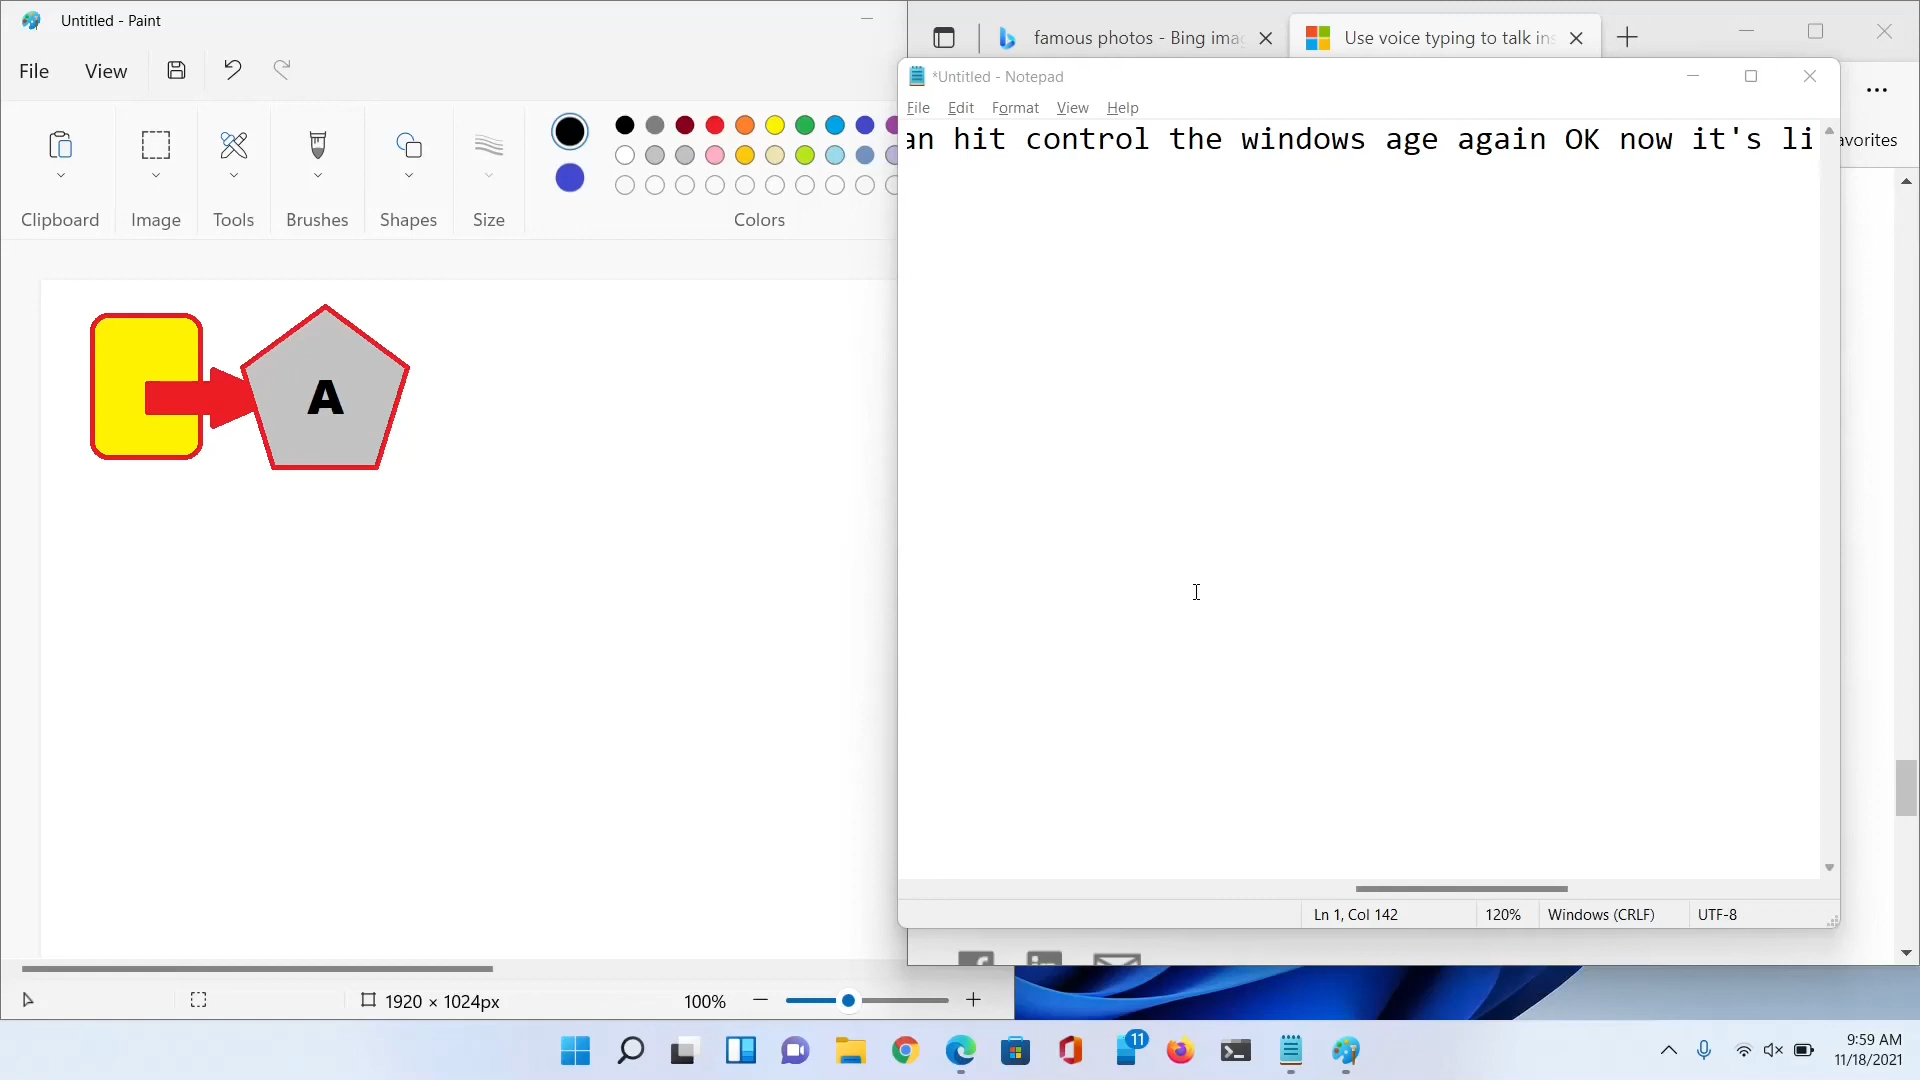 Untitled - Paint
File View
Clipboard Image Tools Brushes Shapes Size Colors
A
1920 × 1024px 100%
famous photos - Bing ima
Use voice typing to talk ins
*Untitled - Notepad
File Edit Format View Help
an hit control the windows age again OK now it's li
avorites
Ln 1, Col 142 120% Windows (CRLF) UTF-8
in
11
9:59 AM
11/18/2021